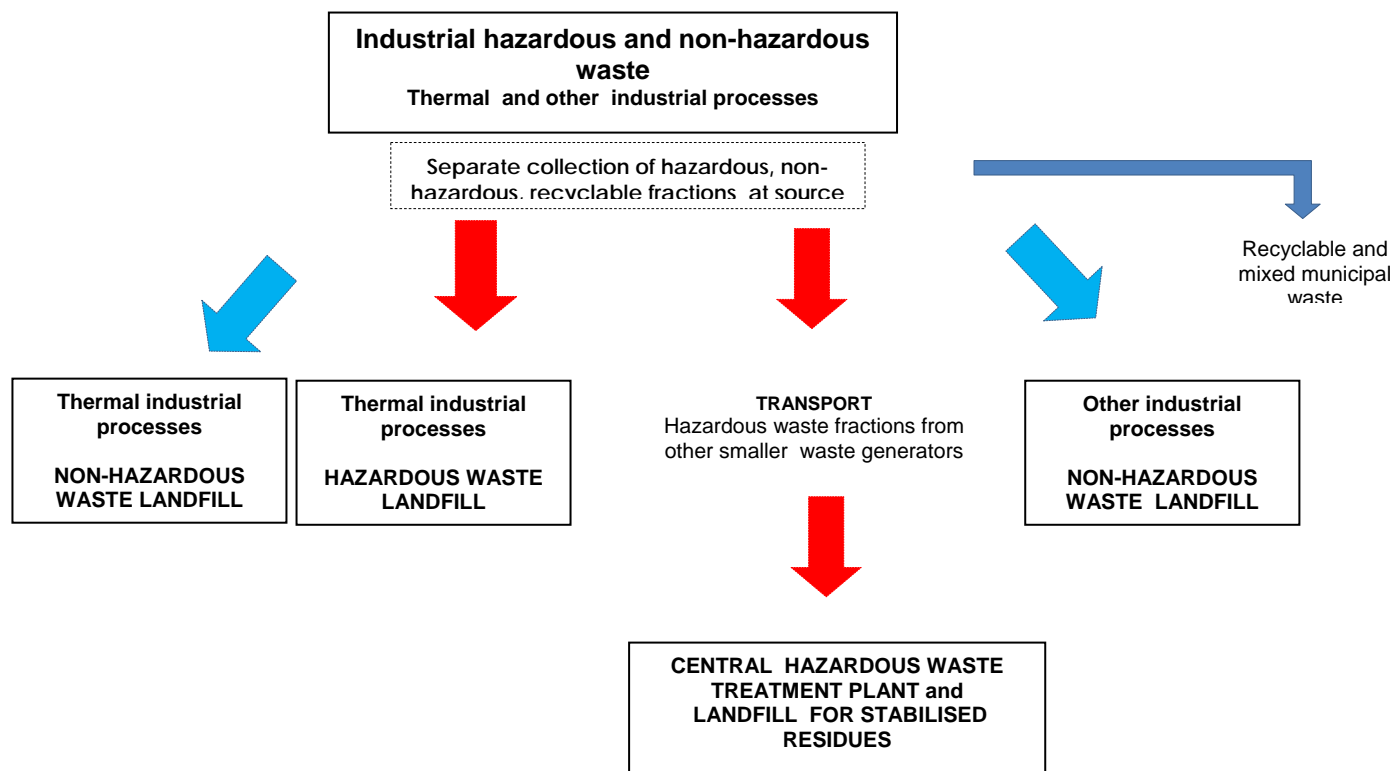 Industrial hazardous and non-hazardous
waste
Thermal and other industrial processes
Separate collection of hazardous, non-
hazardous, recyclable fractions at source
Recyclable and
mixed municipal
waste
Thermal industrial
processes
NON-HAZARDOUS
WASTE LANDFILL
Thermal industrial
processes
HAZARDOUS WASTE
LANDFILL
TRANSPORT
Hazardous waste fractions from
other smaller waste generators
Other industrial
processes
NON-HAZARDOUS
WASTE LANDFILL
CENTRAL HAZARDOUS WASTE
TREATMENT PLANT and
LANDFILL FOR STABILISED
RESIDUES